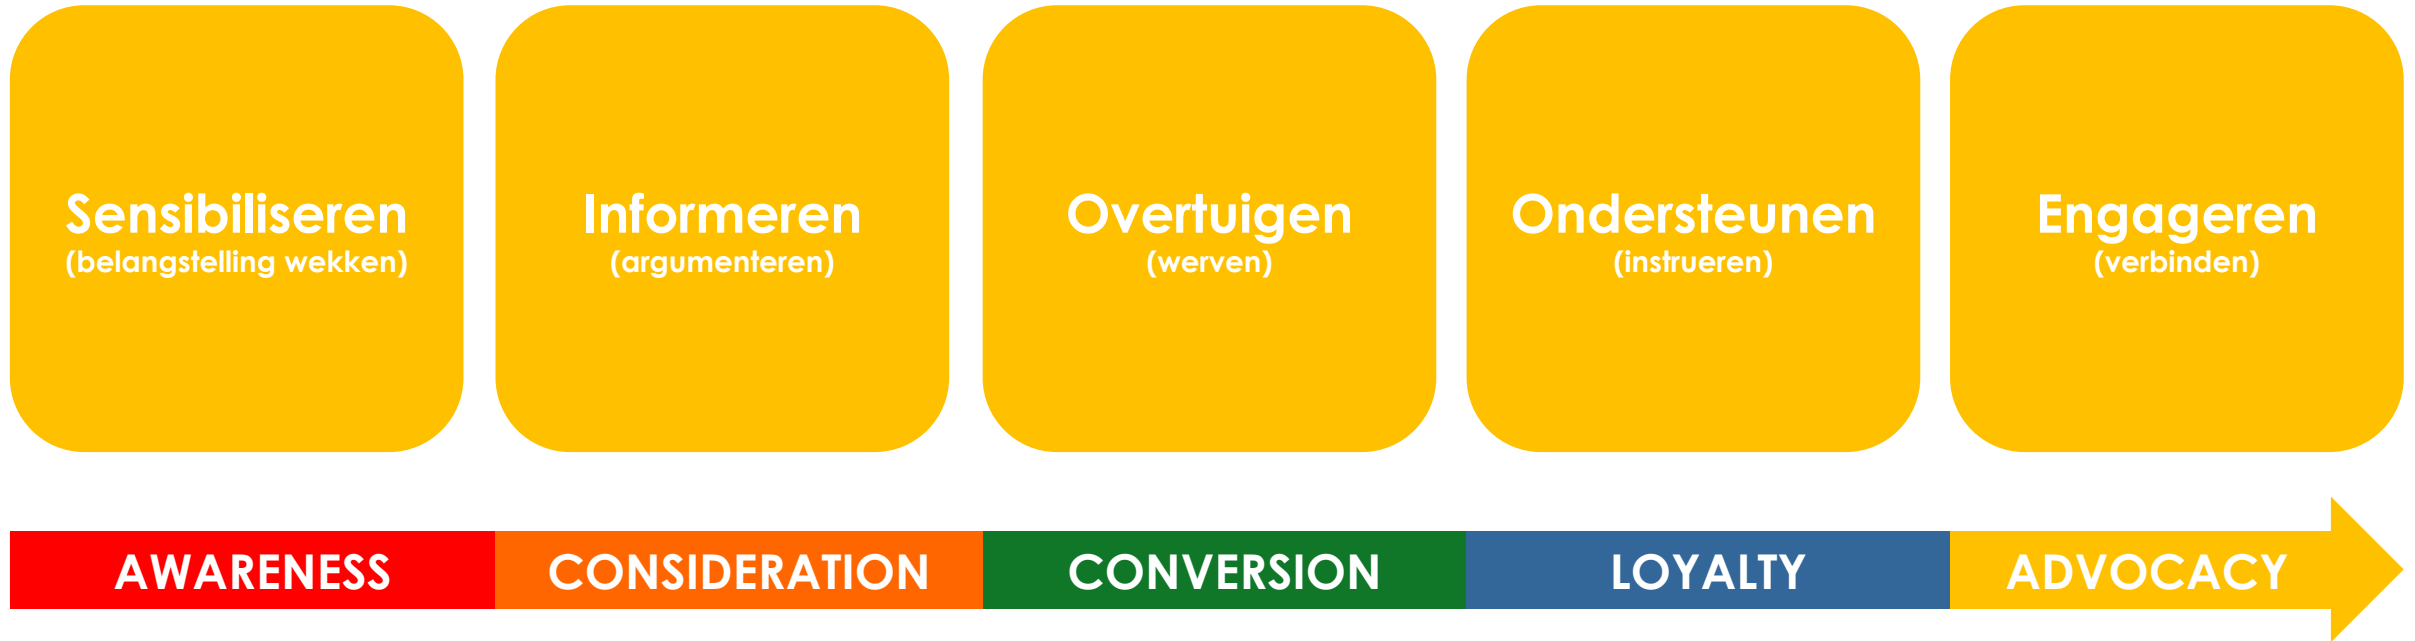 Sensibiliseren
(belangstelling wekken)
Informeren
(argumenteren)
Overtuigen
(werven)
Ondersteunen
(instrueren)
Engageren
(verbinden)
AWARENESS
CONSIDERATION
CONVERSION
LOYALTY
ADVOCACY